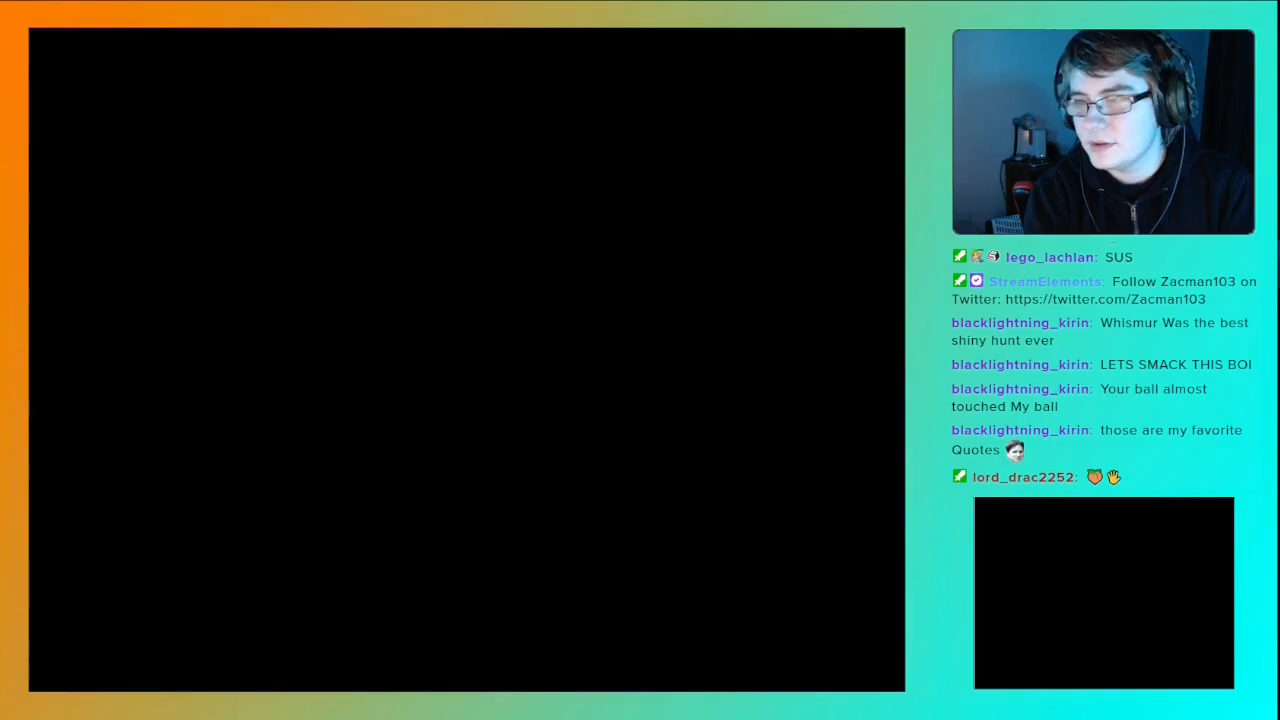 lego_lachlan: SUS
StreamElements: Follow Zacman103 on
Twitter: https://twitter.com/Zacman103
blacklightning_kirin: Whismur Was the best
shiny hunt ever
blacklightning_kirin: LETS SMACK THIS BOI
blacklightning_kirin: Your ball almost
touched My ball
blacklightning_kirin: those are my favorite
Quotes
lord_drac2252: 🍑🖐